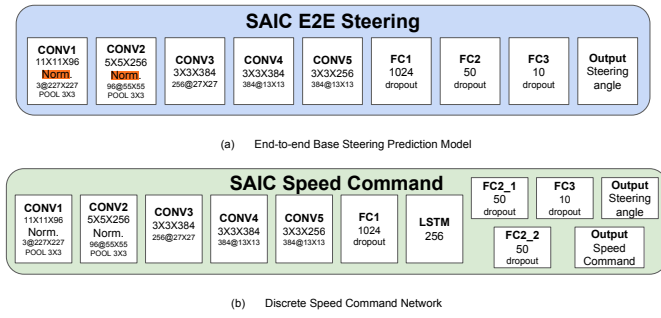 SAIC E2E Steering
CONV1
11X11X96
Norm.
3@227X227
POOL 3X3
CONV2
5X5X256
Norm.
96@55X55
POOL 3X3
CONV3
3X3X384
256@27X27
CONV4
3X3X384
384@13X13
CONV5
3X3X256
384@13X13
FC1
1024
dropout
FC2
50
dropout
FC3
10
dropout
Output
Steering
angle
(a) End-to-end Base Steering Prediction Model
SAIC Speed Command
CONV1
11X11X96
Norm.
3@227X227
POOL 3X3
CONV2
5X5X256
Norm.
96@55X55
POOL 3X3
CONV3
3X3X384
256@27X27
CONV4
3X3X384
384@13X13
CONV5
3X3X256
384@13X13
FC1
1024
dropout
LSTM
256
FC2_1
50
dropout
FC3
10
dropout
Output
Steering
angle
FC2_2
50
dropout
Output
Speed
Command
(b) Discrete Speed Command Network